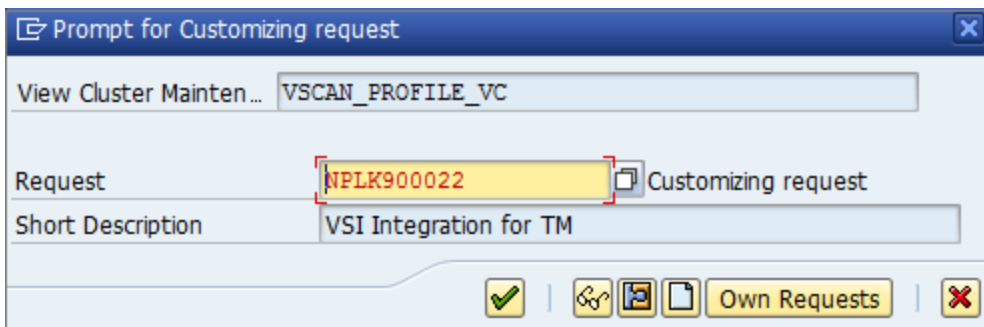 Prompt for Customizing request
View Cluster Mainten... VSCAN_PROFILE_VC
Request NPLK900022 Customizing request
Short Description VSI Integration for TM
Own Requests